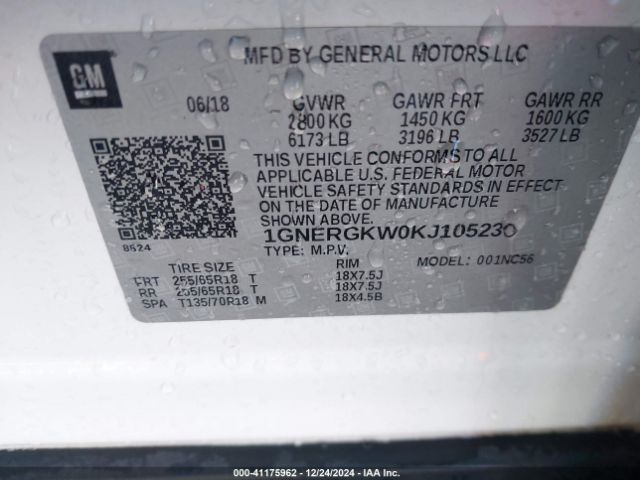 GM
MFD BY GENERAL MOTORS LLC
06/18 GVWR GAWR FRT GAWR RR
2800 KG 1450 KG 1600 KG
6173 LB 3196 LB 3527 LB
THIS VEHICLE CONFORMS TO ALL
APPLICABLE U.S. FEDERAL MOTOR
VEHICLE SAFETY STANDARDS IN EFFECT
ON THE DATE OF MANUFACTURE
SHOWN ABOVE.
8624
1GNERGKW0KJ105230
TYPE: M.P.V. MODEL: 001NC56
TIRE SIZE RIM
FRT 255/65R18 T 18X7.5J
RR 255/65R18 T 18X7.5J
SPA T135/70R18 M 18X4.5B
000-41175962 - 12/24/2024 - IAA Inc.